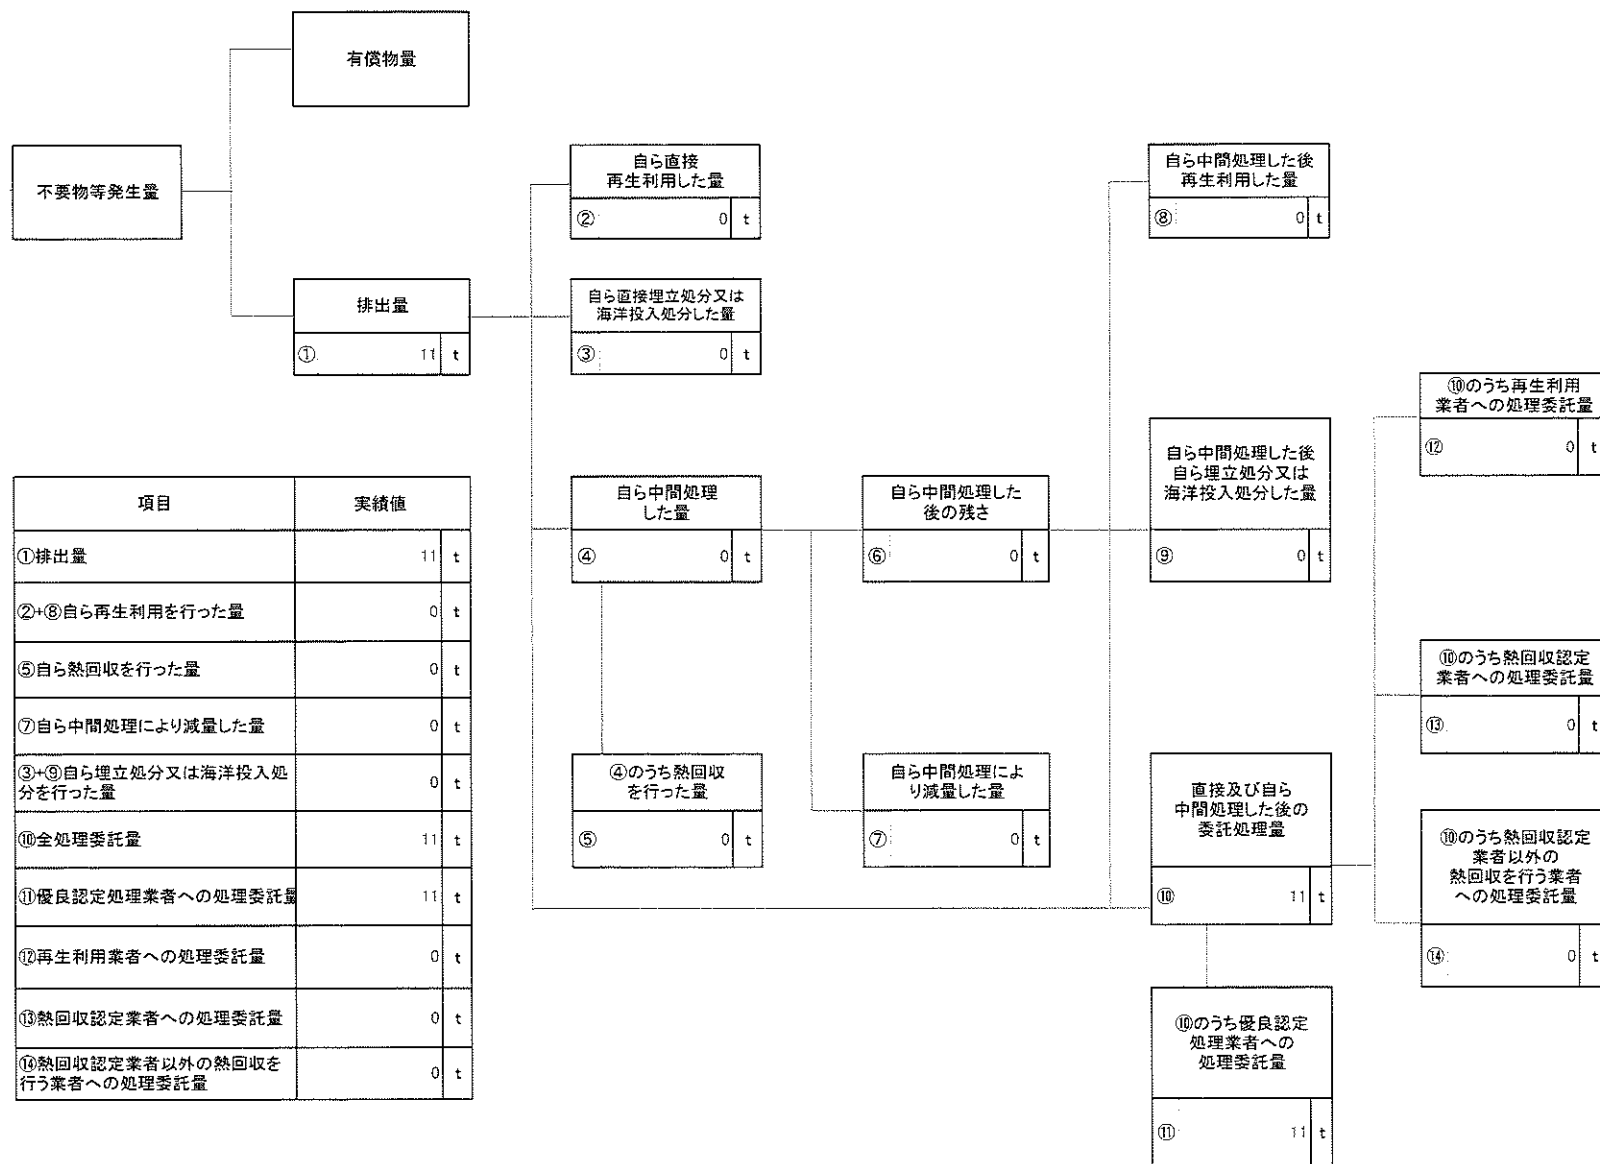 有償物量
不要物等発生量
排出量
① 11 t
自ら直接
再生利用した量
② 0 t
自ら直接埋立処分又は
海洋投入処分した量
③ 0 t
自ら中間処理
した量
④ 0 t
④のうち熱回収
を行った量
⑤ 0 t
自ら中間処理した
後の残さ
⑥ 0 t
自ら中間処理によ
り減量した量
⑦ 0 t
自ら中間処理した後
再生利用した量
⑧ 0 t
自ら中間処理した後
自ら埋立処分又は
海洋投入処分した量
⑨ 0 t
直接及び自ら
中間処理した後の
委託処理量
⑩ 11 t
⑩のうち優良認定
処理業者への
処理委託量
⑪ 11 t
⑩のうち再生利用
業者への処理委託量
⑫ 0 t
⑩のうち熱回収認定
業者への処理委託量
⑬ 0 t
⑩のうち熱回収認定
業者以外の
熱回収を行う業者
への処理委託量
⑭ 0 t
項目 実績値
①排出量 11 t
②+⑧自ら再生利用を行った量 0 t
⑤自ら熱回収を行った量 0 t
⑦自ら中間処理により減量した量 0 t
③+⑨自ら埋立処分又は海洋投入処
分を行った量 0 t
⑩全処理委託量 11 t
⑪優良認定処理業者への処理委託量 11 t
⑫再生利用業者への処理委託量 0 t
⑬熱回収認定業者への処理委託量 0 t
⑭熱回収認定業者以外の熱回収を
行う業者への処理委託量 0 t